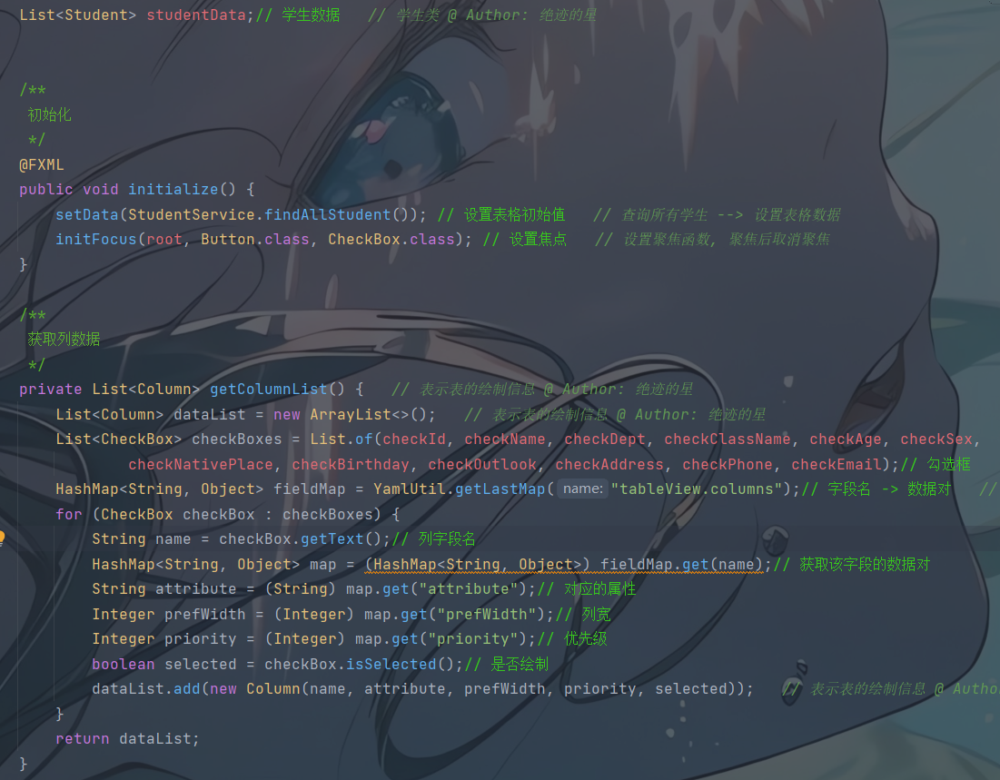 List<Student> studentData;// 学生数据   // 学生类 @ Author: 绝迹的星
/**
 初始化
 */
@FXML
public void initialize() {
    setData(StudentService.findAllStudent()); // 设置表格初始值   // 查询所有学生 --> 设置表格数据
    initFocus(root, Button.class, CheckBox.class); // 设置焦点   // 设置聚焦函数, 聚焦后取消聚焦
}
/**
 获取列数据
 */
private List<Column> getColumnList() {   // 表示表的绘制信息 @ Author: 绝迹的星
    List<Column> dataList = new ArrayList<>();   // 表示表的绘制信息 @ Author: 绝迹的星
    List<CheckBox> checkBoxes = List.of(checkId, checkName, checkDept, checkClassName, checkAge, checkSex,
            checkNativePlace, checkBirthday, checkOutlook, checkAddress, checkPhone, checkEmail);// 勾选框
    HashMap<String, Object> fieldMap = YamlUtil.getLastMap( name: "tableView.columns");// 字段名 -> 数据对   //
    for (CheckBox checkBox : checkBoxes) {
        String name = checkBox.getText();// 列字段名
        HashMap<String, Object> map = (HashMap<String, Object>) fieldMap.get(name);// 获取该字段的数据对
        String attribute = (String) map.get("attribute");// 对应的属性
        Integer prefWidth = (Integer) map.get("prefWidth");// 列宽
        Integer priority = (Integer) map.get("priority");// 优先级
        boolean selected = checkBox.isSelected();// 是否绘制
        dataList.add(new Column(name, attribute, prefWidth, priority, selected));   // 表示表的绘制信息 @ Autho
    }
    return dataList;
}